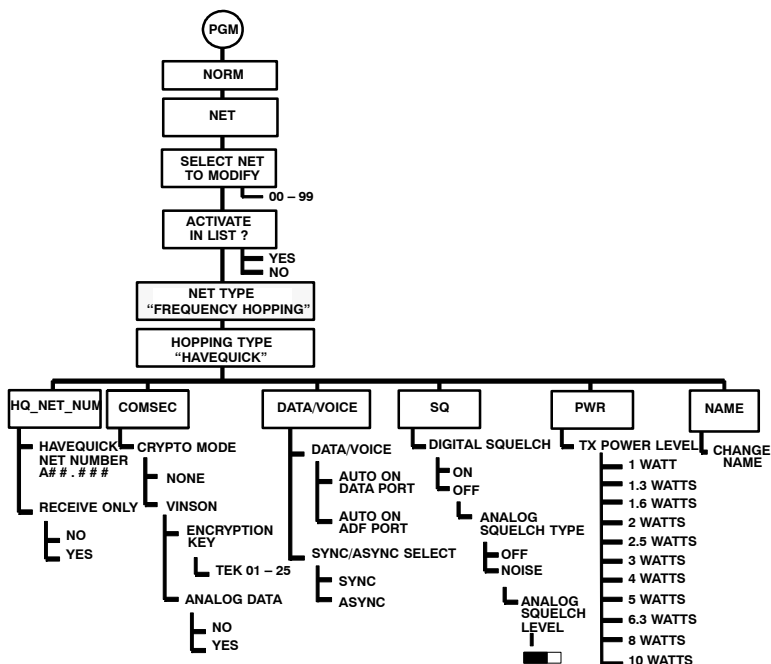 PGM
NORM
NET
SELECT NET
TO MODIFY
00 – 99
ACTIVATE
IN LIST ?
YES
NO
NET TYPE
“FREQUENCY HOPPING”
HOPPING TYPE
“HAVEQUICK”
HQ_NET_NUM
HAVEQUICK
NET NUMBER
A# # . # # #
RECEIVE ONLY
NO
YES
COMSEC
CRYPTO MODE
NONE
VINSON
ENCRYPTION
KEY
TEK 01 – 25
ANALOG DATA
NO
YES
DATA/VOICE
DATA/VOICE
AUTO ON
DATA PORT
AUTO ON
ADF PORT
SYNC/ASYNC SELECT
SYNC
ASYNC
SQ
DIGITAL SQUELCH
ON
OFF
ANALOG
SQUELCH TYPE
OFF
NOISE
ANALOG
SQUELCH
LEVEL
PWR
TX POWER LEVEL
1 WATT
1.3 WATTS
1.6 WATTS
2 WATTS
2.5 WATTS
3 WATTS
4 WATTS
5 WATTS
6.3 WATTS
8 WATTS
10 WATTS
NAME
CHANGE
NAME